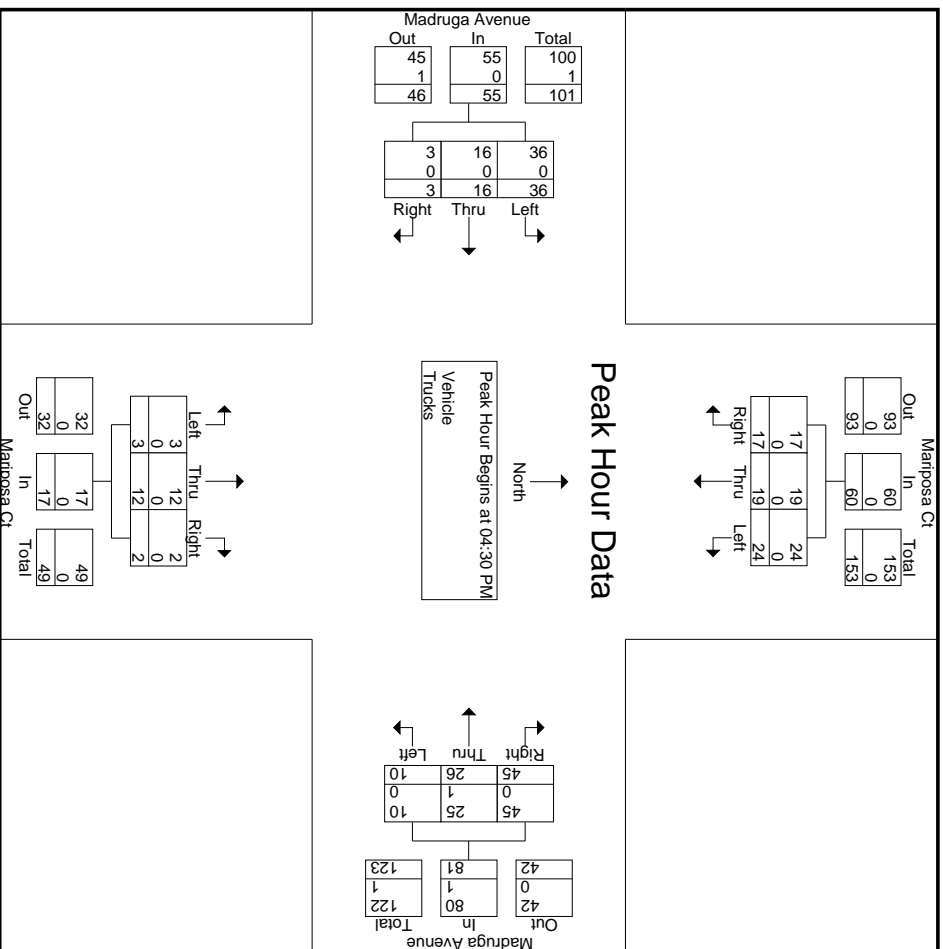 Madruga Avenue
Out In Total
45 55 100
1 0 1
46 55 101
3 16 36
0 0 0
3 16 36
Right Thru Left
Mariposa Ct
Out In Total
93 60 153
0 0 0
93 60 153
17 19 24
0 0 0
17 19 24
Right Thru Left
Peak Hour Data
North
Peak Hour Begins at 04:30 PM
Vehicle
Trucks
Left Thru Right
3 12 2
0 0 0
3 12 2
32 17 49
0 0 0
32 17 49
Out In Total
Mariposa Ct
Left Thru Right
10 26 45
0 1 0
10 25 45
123 81 42
1 1 0
122 80 42
Total In Out
Madruga Avenue